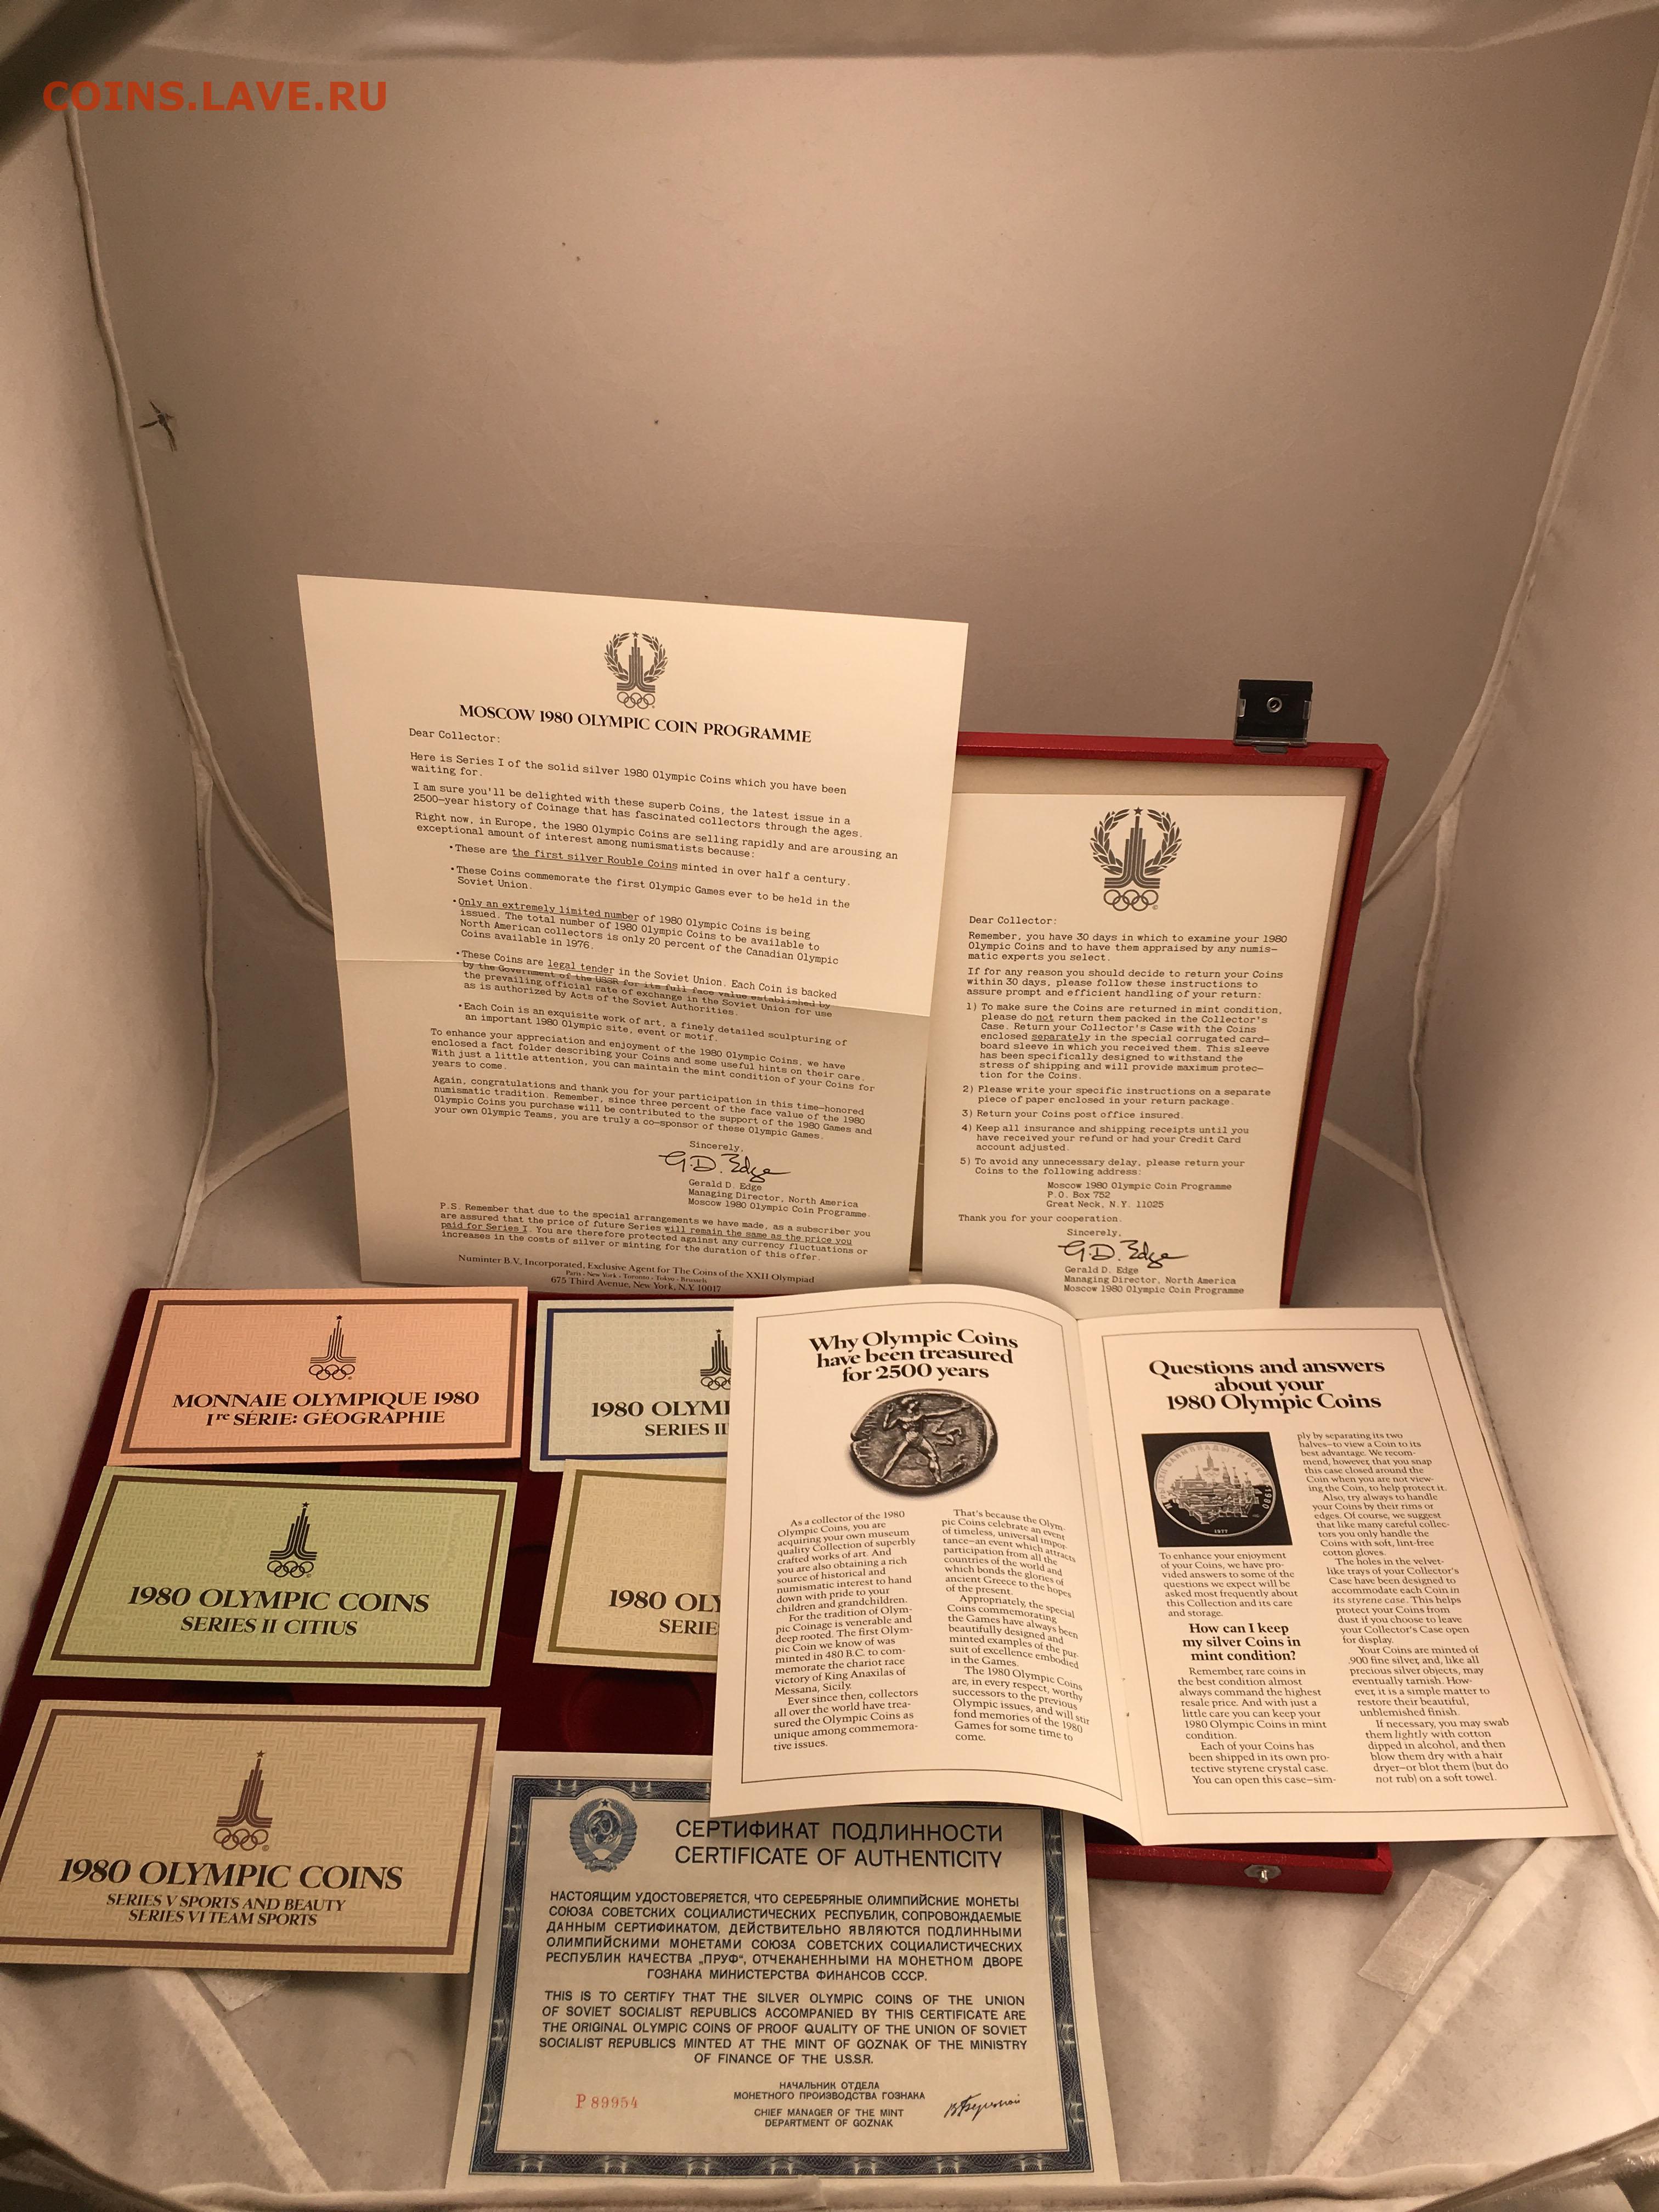 COINS.LAVE.RU
MOSCOW 1980 OLYMPIC COIN PROGRAMME
Dear Collector:
Here is Series I of the solid silver 1980 Olympic Coins which you have been
waiting for.
I am sure you'll be delighted with these superb Coins, the latest issue in a
2500-year history of Coinage that has fascinated collectors through the ages.
Right now, in Europe, the 1980 Olympic Coins are selling rapidly and are arousing an
exceptional amount of interest among numismatists because:
•These are the first silver Rouble Coins minted in over half a century.
•These Coins commemorate the first Olympic Games ever to be held in the
Soviet Union.
•Only an extremely limited number of 1980 Olympic Coins is being
issued. The total number of 1980 Olympic Coins to be available to
North American collectors is only 20 percent of the Canadian Olympic
Coins available in 1976.
•These Coins are legal tender in the Soviet Union. Each Coin is backed
by the Government of the USSR for its full face value established by
the prevailing official rate of exchange in the Soviet Union for use
as is authorized by Acts of the Soviet Authorities.
•Each Coin is an exquisite work of art, a finely detailed sculpturing of
an important 1980 Olympic site, event or motif.
To enhance your appreciation and enjoyment of the 1980 Olympic Coins, we have
enclosed a fact folder describing your Coins and some useful hints on their care.
With just a little attention, you can maintain the mint condition of your Coins for
years to come.
Again, congratulations and thank you for your participation in this time-honored
numismatic tradition. Remember, since three percent of the face value of the 1980
Olympic Coins you purchase will be contributed to the support of the 1980 Games and
your own Olympic Teams, you are truly a co-sponsor of these Olympic Games.
Sincerely,
G.D. Edge
Gerald D. Edge
Managing Director, North America
Moscow 1980 Olympic Coin Programme
P.S. Remember that due to the special arrangements we have made, as a subscriber you
are assured that the price of future Series will remain the same as the price you
paid for Series I. You are therefore protected against any currency fluctuations or
increases in the costs of silver or minting for the duration of this offer.
Numinter B.V., Incorporated, Exclusive Agent for The Coins of the XXII Olympiad
Paris - New York - Toronto - Tokyo - Brussels
675 Third Avenue, New York, N.Y. 10017
Dear Collector:
Remember, you have 30 days in which to examine your 1980
Olympic Coins and to have them appraised by any numis-
matic experts you select.
If for any reason you should decide to return your Coins
within 30 days, please follow these instructions to
assure prompt and efficient handling of your return:
1) To make sure the Coins are returned in mint condition,
please do not return them packed in the Collector's
Case. Return your Collector's Case with the Coins
enclosed separately in the special corrugated card-
board sleeve in which you received them. This sleeve
has been specifically designed to withstand the
stress of shipping and will provide maximum protec-
tion for the Coins.
2) Please write your specific instructions on a separate
piece of paper enclosed in your return package.
3) Return your Coins post office insured.
4) Keep all insurance and shipping receipts until you
have received your refund or had your Credit Card
account adjusted.
5) To avoid any unnecessary delay, please return your
Coins to the following address:
Moscow 1980 Olympic Coin Programme
P.O. Box 752
Great Neck, N.Y. 11025
Thank you for your cooperation.
Sincerely,
G.D. Edge
Gerald D. Edge
Managing Director, North America
Moscow 1980 Olympic Coin Programme
MONNAIE OLYMPIQUE 1980
Ire SÉRIE: GÉOGRAPHIE
1980 OLYMP
SERIES II
1980 OLYMPIC COINS
SERIES II CITIUS
1980 OLY
SERIE
1980 OLYMPIC COINS
SERIES V SPORTS AND BEAUTY
SERIES VI TEAM SPORTS
Why Olympic Coins
have been treasured
for 2500 years
As a collector of the 1980
Olympic Coins, you are
acquiring your own museum
quality Collection of superbly
crafted works of art. And
you are also obtaining a rich
source of historical and
numismatic interest to hand
down with pride to your
children and grandchildren.
For the tradition of Olym-
pic Coinage is venerable and
deep rooted. The first Olym-
pic Coin we know of was
minted in 480 B.C. to com-
memorate the chariot race
victory of King Anaxilas of
Messana, Sicily.
Ever since then, collectors
all over the world have trea-
sured the Olympic Coins as
unique among commemora-
tive issues.
That's because the Olym-
pic Coins celebrate an event
of timeless, universal impor-
tance—an event which attracts
participation from all the
countries of the world and
which bonds the glories of
ancient Greece to the hopes
of the present.
Appropriately, the special
Coins commemorating
the Games have always been
beautifully designed and
minted examples of the pur-
suit of excellence embodied
in the Games.
The 1980 Olympic Coins
are, in every respect, worthy
successors to the previous
Olympic issues, and will stir
fond memories of the 1980
Games for some time to
come.
Questions and answers
about your
1980 Olympic Coins
1977
To enhance your enjoyment
of your Coins, we have pro-
vided answers to some of the
questions we expect will be
asked most frequently about
this Collection and its care
and storage.
How can I keep
my silver Coins in
mint condition?
Remember, rare coins in
the best condition almost
always command the highest
resale price. And with just a
little care you can keep your
1980 Olympic Coins in mint
condition.
Each of your Coins has
been shipped in its own pro-
tective styrene crystal case.
You can open this case—sim-
ply by separating its two
halves—to view a Coin to its
best advantage. We recom-
mend, however, that you snap
this case closed around the
Coin when you are not view-
ing the Coin, to help protect it.
Also, try always to handle
your Coins by their rims or
edges. Of course, we suggest
that like many careful collec-
tors you only handle the
Coins with soft, lint-free
cotton gloves.
The holes in the velvet-
like trays of your Collector's
Case have been designed to
accommodate each Coin in
its styrene case. This helps
protect your Coins from
dust if you choose to leave
your Collector's Case open
for display.
Your Coins are minted of
.900 fine silver, and, like all
precious silver objects, may
eventually tarnish. How-
ever, it is a simple matter to
restore their beautiful,
unblemished finish.
If necessary, you may swab
them lightly with cotton
dipped in alcohol, and then
blow them dry with a hair
dryer—or blot them (but do
not rub) on a soft towel.
СЕРТИФИКАТ ПОДЛИННОСТИ
CERTIFICATE OF AUTHENTICITY
НАСТОЯЩИМ УДОСТОВЕРЯЕТСЯ, ЧТО СЕРЕБРЯНЫЕ ОЛИМПИЙСКИЕ МОНЕТЫ
СОЮЗА СОВЕТСКИХ СОЦИАЛИСТИЧЕСКИХ РЕСПУБЛИК, СОПРОВОЖДАЕМЫЕ
ДАННЫМ СЕРТИФИКАТОМ, ДЕЙСТВИТЕЛЬНО ЯВЛЯЮТСЯ ПОДЛИННЫМИ
ОЛИМПИЙСКИМИ МОНЕТАМИ СОЮЗА СОВЕТСКИХ СОЦИАЛИСТИЧЕСКИХ
РЕСПУБЛИК КАЧЕСТВА „ПРУФ“, ОТЧЕКАНЕННЫМИ НА МОНЕТНОМ ДВОРЕ
ГОЗНАКА МИНИСТЕРСТВА ФИНАНСОВ СССР.
THIS IS TO CERTIFY THAT THE SILVER OLYMPIC COINS OF THE UNION
OF SOVIET SOCIALIST REPUBLICS ACCOMPANIED BY THIS CERTIFICATE ARE
THE ORIGINAL OLYMPIC COINS OF PROOF QUALITY OF THE UNION OF SOVIET
SOCIALIST REPUBLICS MINTED AT THE MINT OF GOZNAK OF THE MINISTRY
OF FINANCE OF THE U.S.S.R.
P 89954
НАЧАЛЬНИК ОТДЕЛА
МОНЕТНОГО ПРОИЗВОДСТВА ГОЗНАКА
CHIEF MANAGER OF THE MINT
DEPARTMENT OF GOZNAK